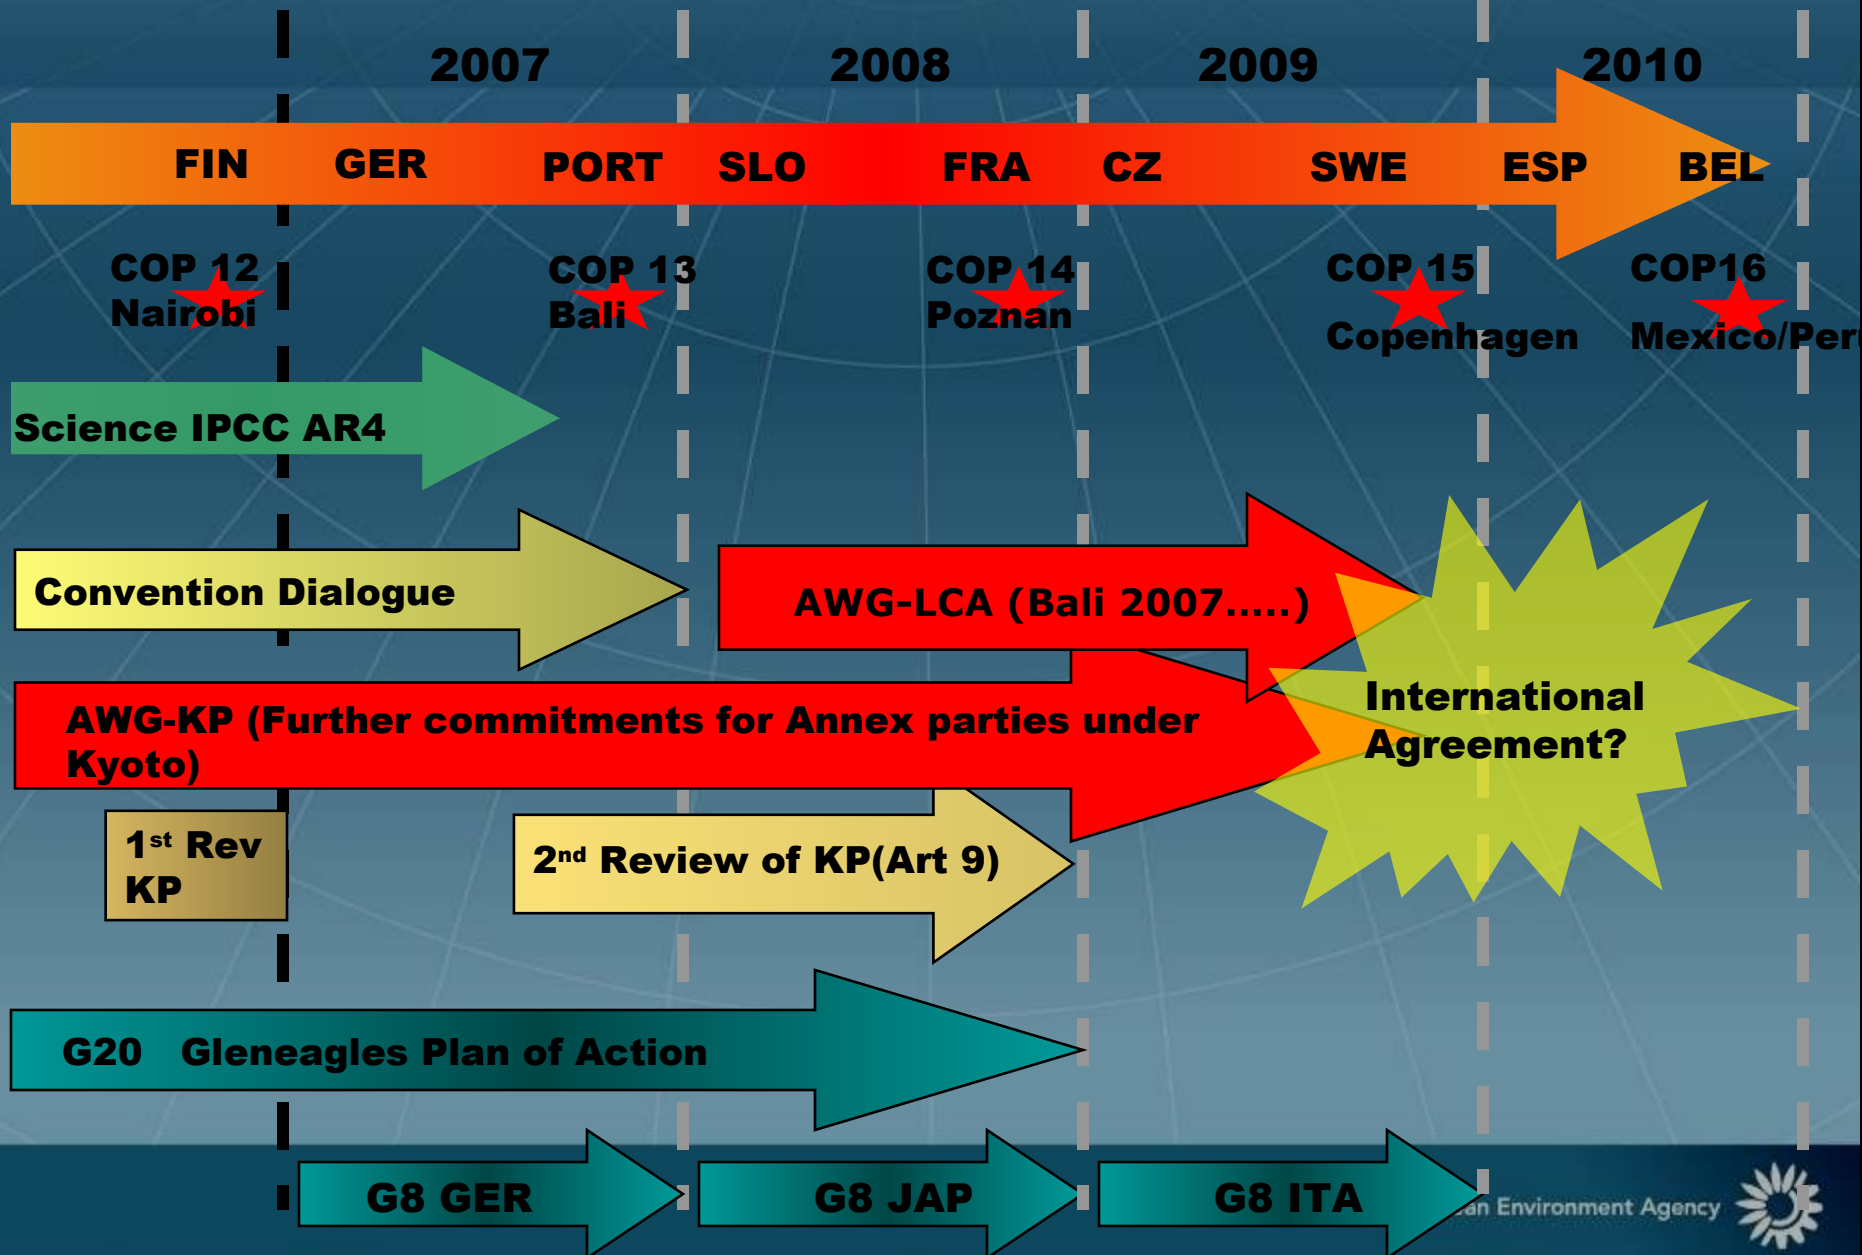 2007 2008 2009 2010
FIN GER PORT SLO FRA CZ SWE ESP BEL
COP 12
Nairobi
COP 13
Bali
COP 14
Poznan
COP 15
Copenhagen
COP16
Mexico/Peru
Science IPCC AR4
Convention Dialogue
AWG-LCA (Bali 2007.....)
AWG-KP (Further commitments for Annex parties under
Kyoto)
International
Agreement?
1st Rev
KP
2nd Review of KP(Art 9)
G20 Gleneagles Plan of Action
G8 GER G8 JAP G8 ITA
an Environment Agency